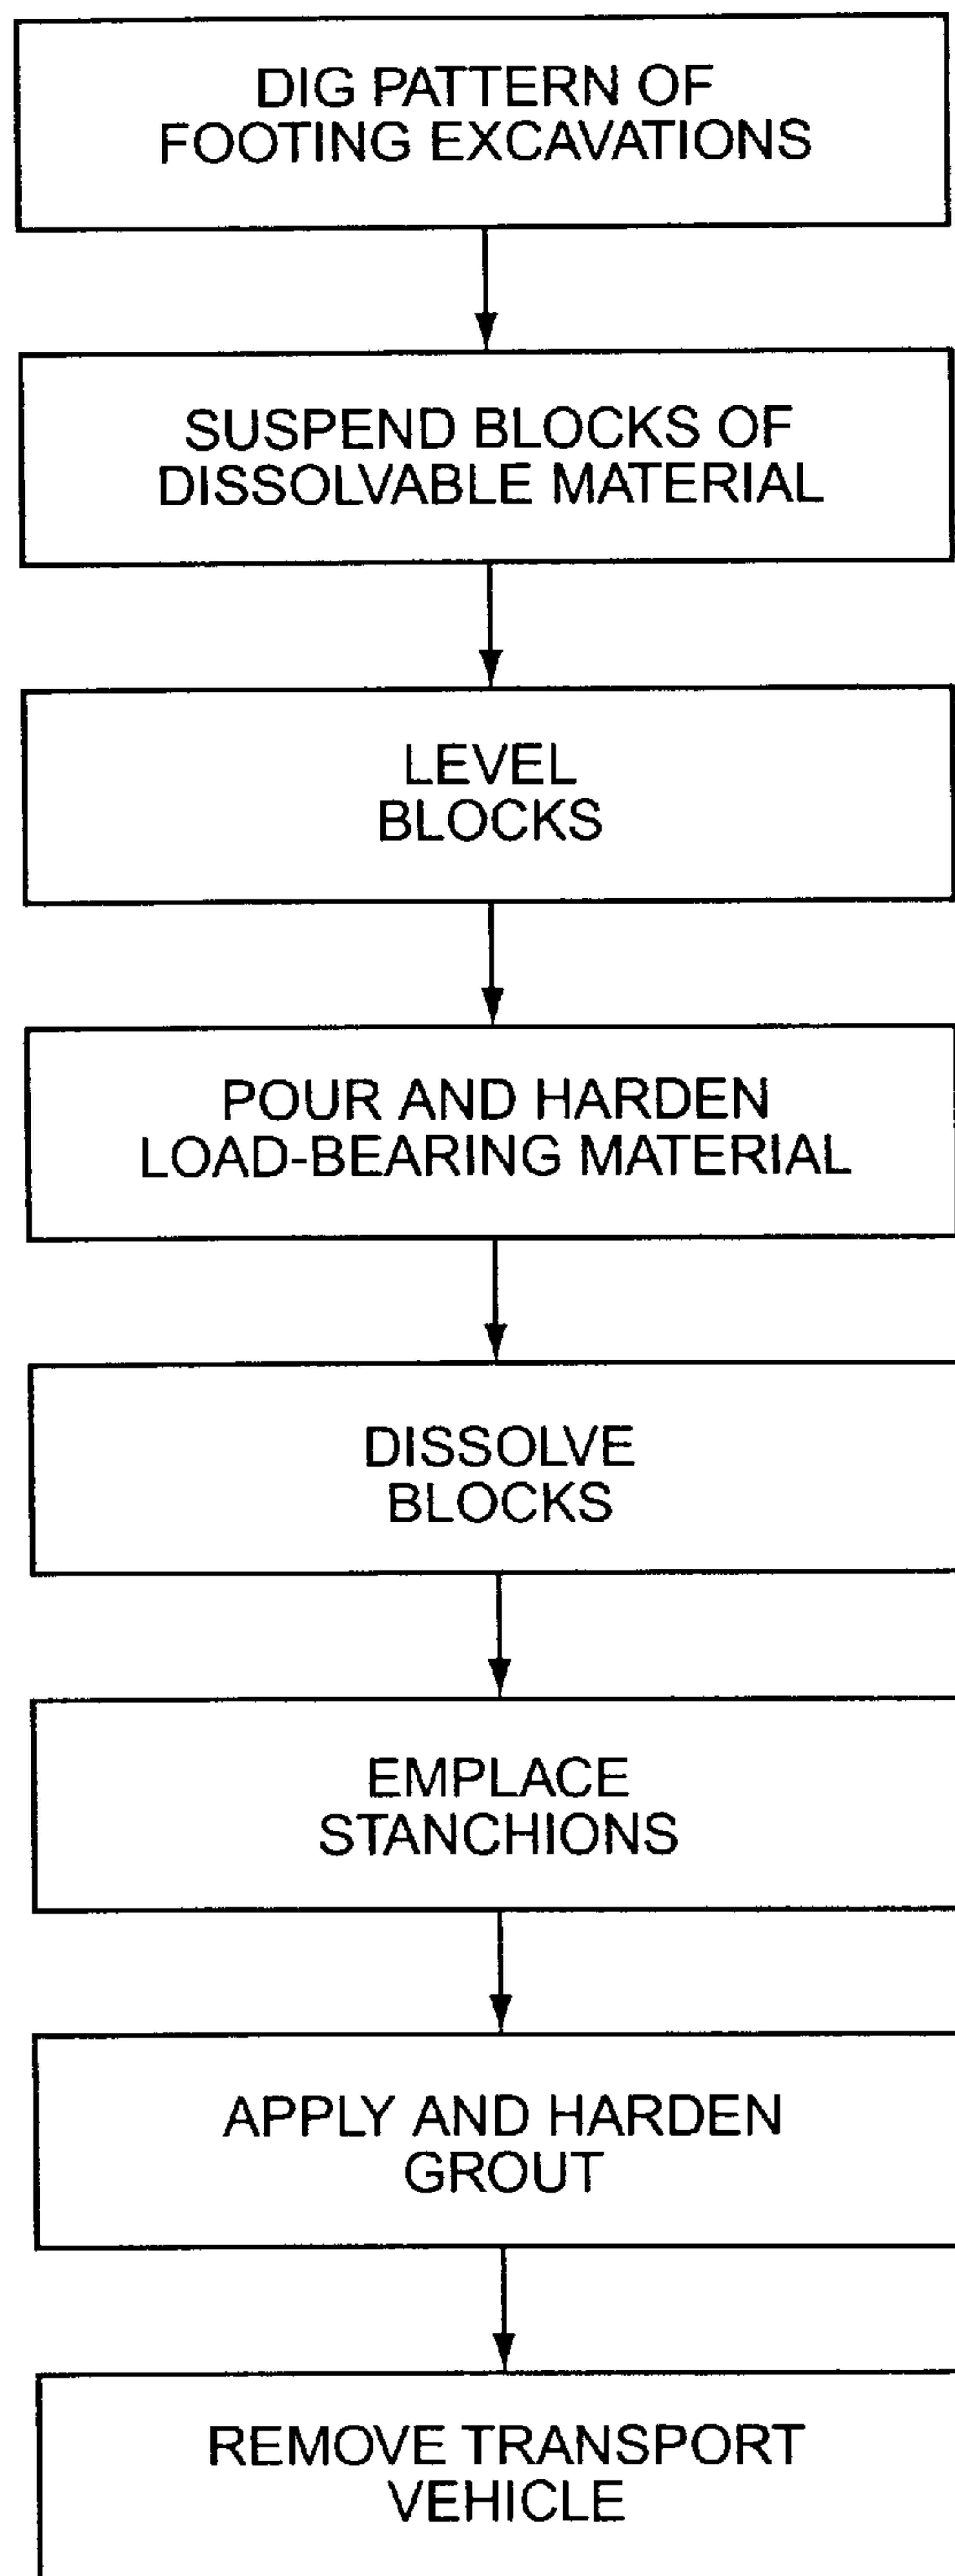 DIG PATTERN OF
FOOTING EXCAVATIONS
SUSPEND BLOCKS OF
DISSOLVABLE MATERIAL
LEVEL
BLOCKS
POUR AND HARDEN
LOAD-BEARING MATERIAL
DISSOLVE
BLOCKS
EMPLACE
STANCHIONS
APPLY AND HARDEN
GROUT
REMOVE TRANSPORT
VEHICLE